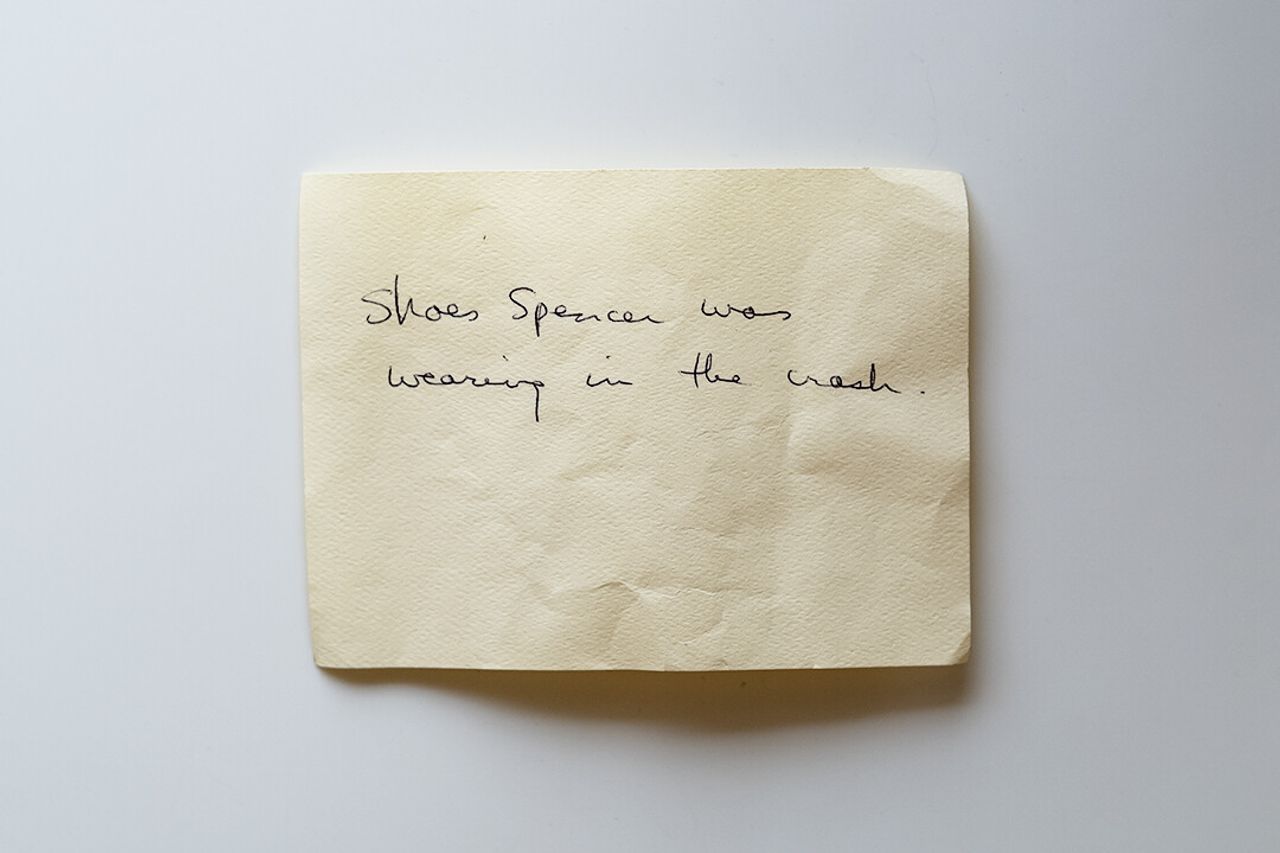 Shoes Spencer was
wearing in the crash.